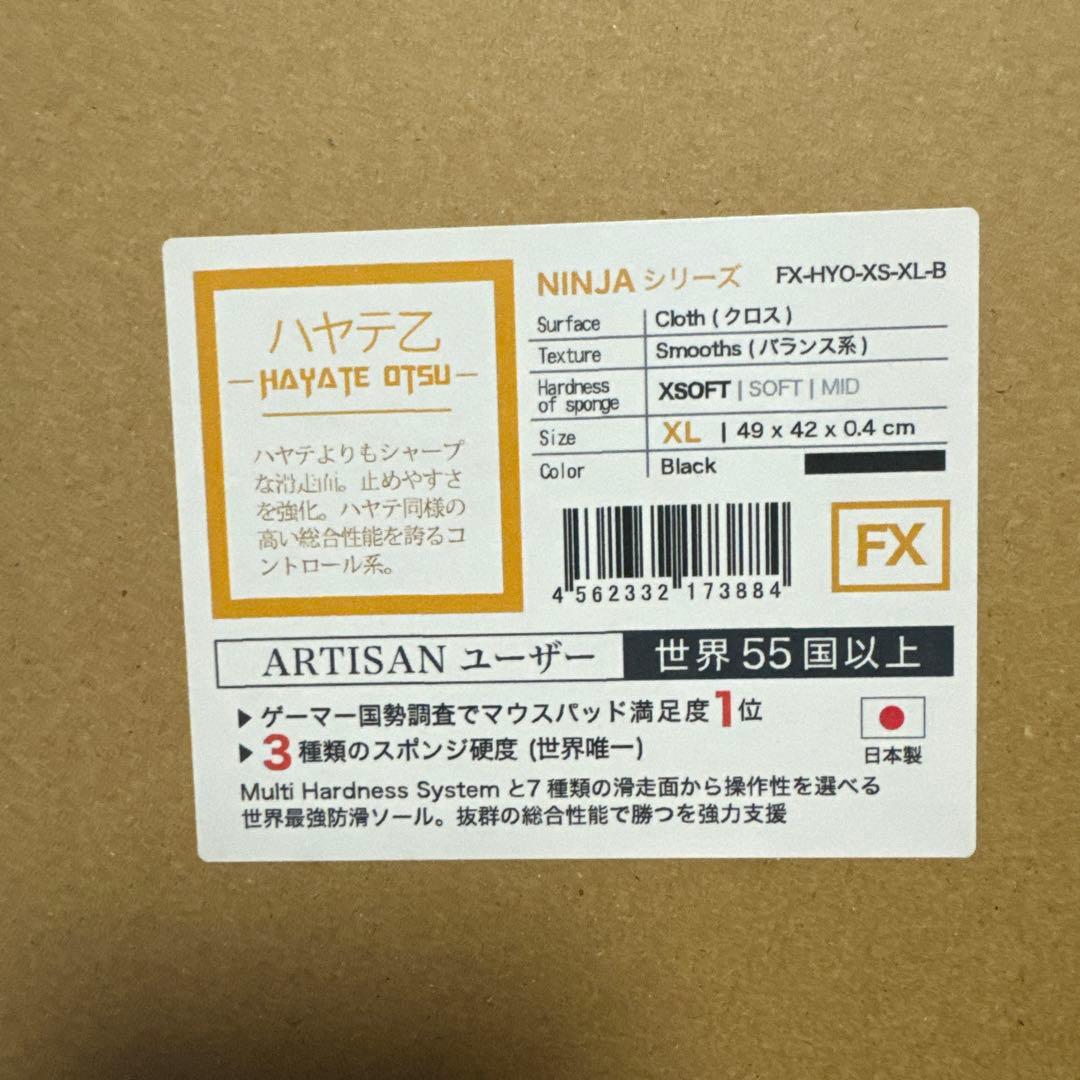 ハヤテ乙
HAYATE OTSU
ハヤテよりもシャープ
な滑走面。止めやすさ
を強化。ハヤテ同様の
高い総合性能を誇るコ
ントロール系。
NINJA シリーズ FX-HYO-XS-XL-B
Surface Cloth (クロス)
Texture Smooths (バランス系)
Hardness of sponge XSOFT | SOFT | MID
Size XL | 49 x 42 x 0.4 cm
Color Black
4 562332 173884
FX
ARTISAN ユーザー 世界 55 国以上
▶ ゲーマー国勢調査でマウスパッド満足度1位
▶ 3種類のスポンジ硬度 (世界唯一)
日本製
Multi Hardness System と7種類の滑走面から操作性を選べる
世界最強防滑ソール。抜群の総合性能で勝つを強力支援